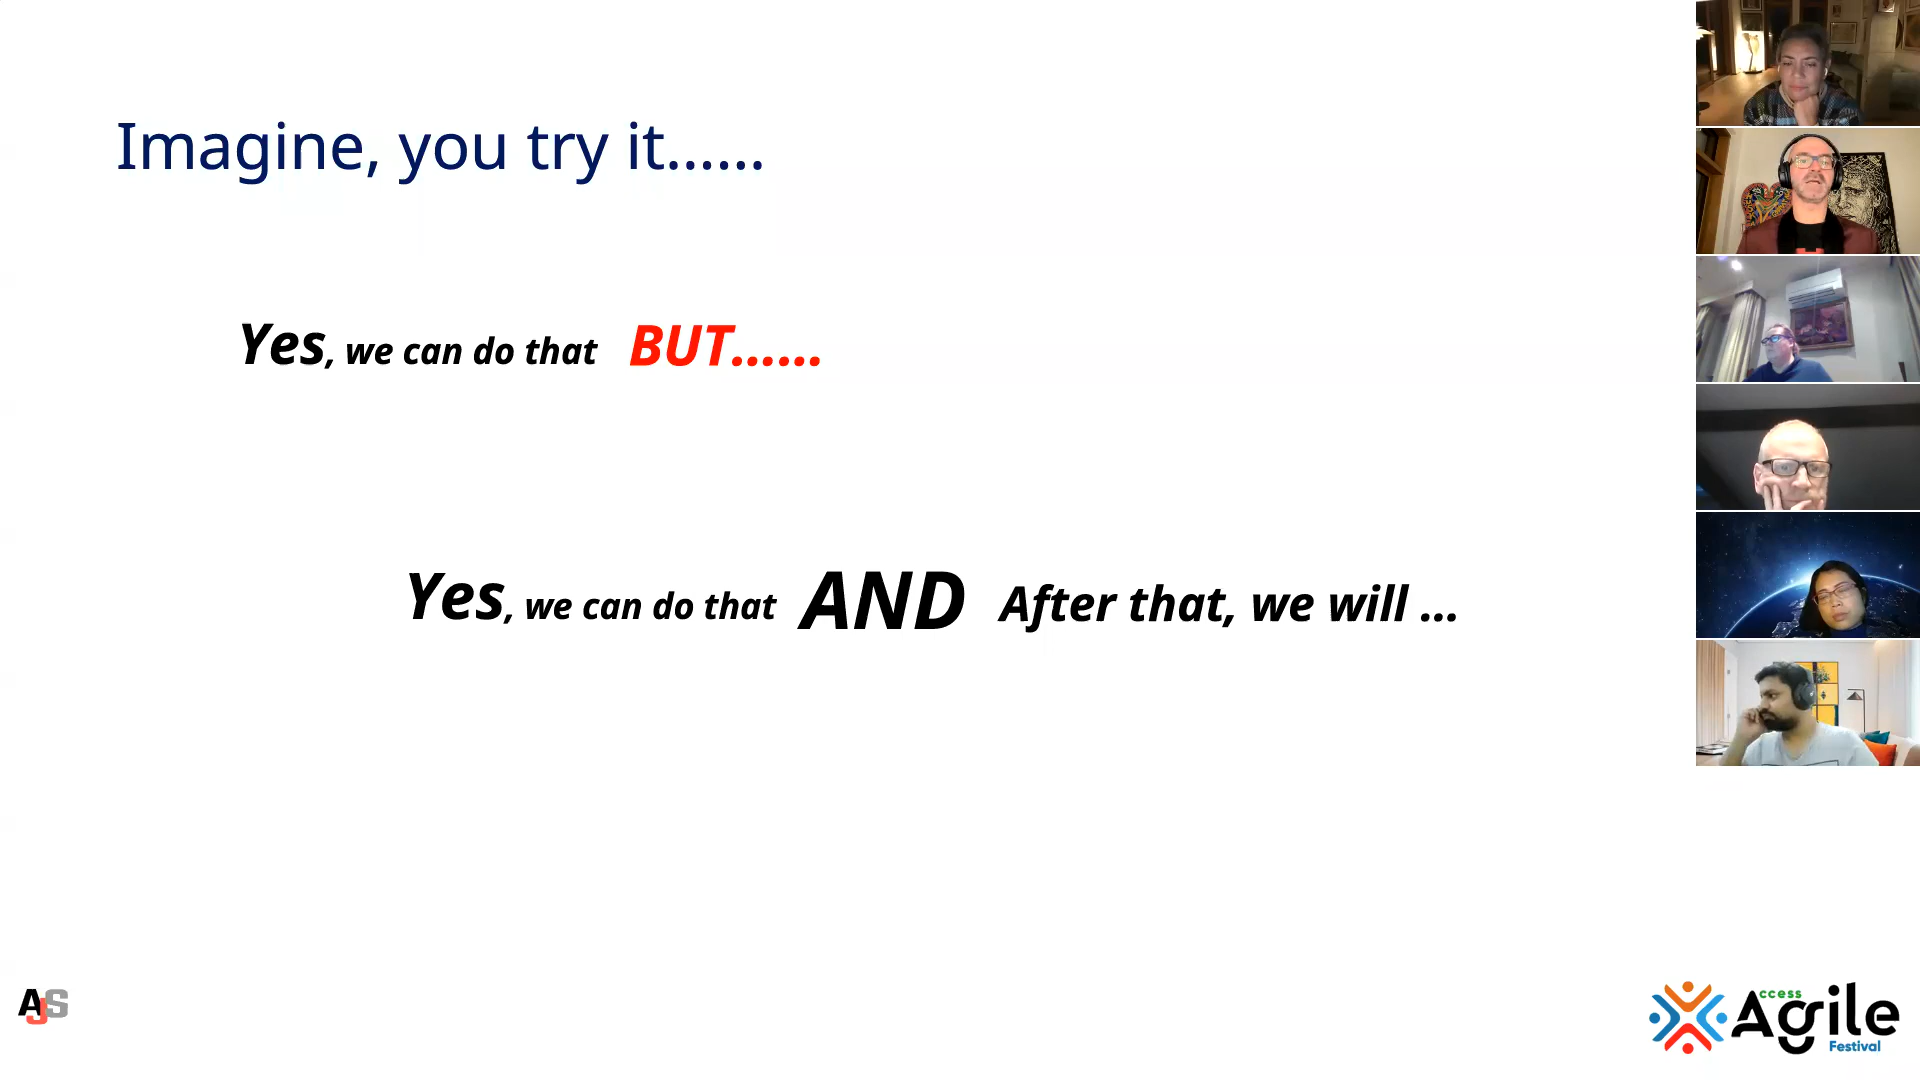 Imagine, you try it......
Yes, we can do that BUT......
Yes, we can do that AND After that, we will ...
AJS
Access
Agile
Festival